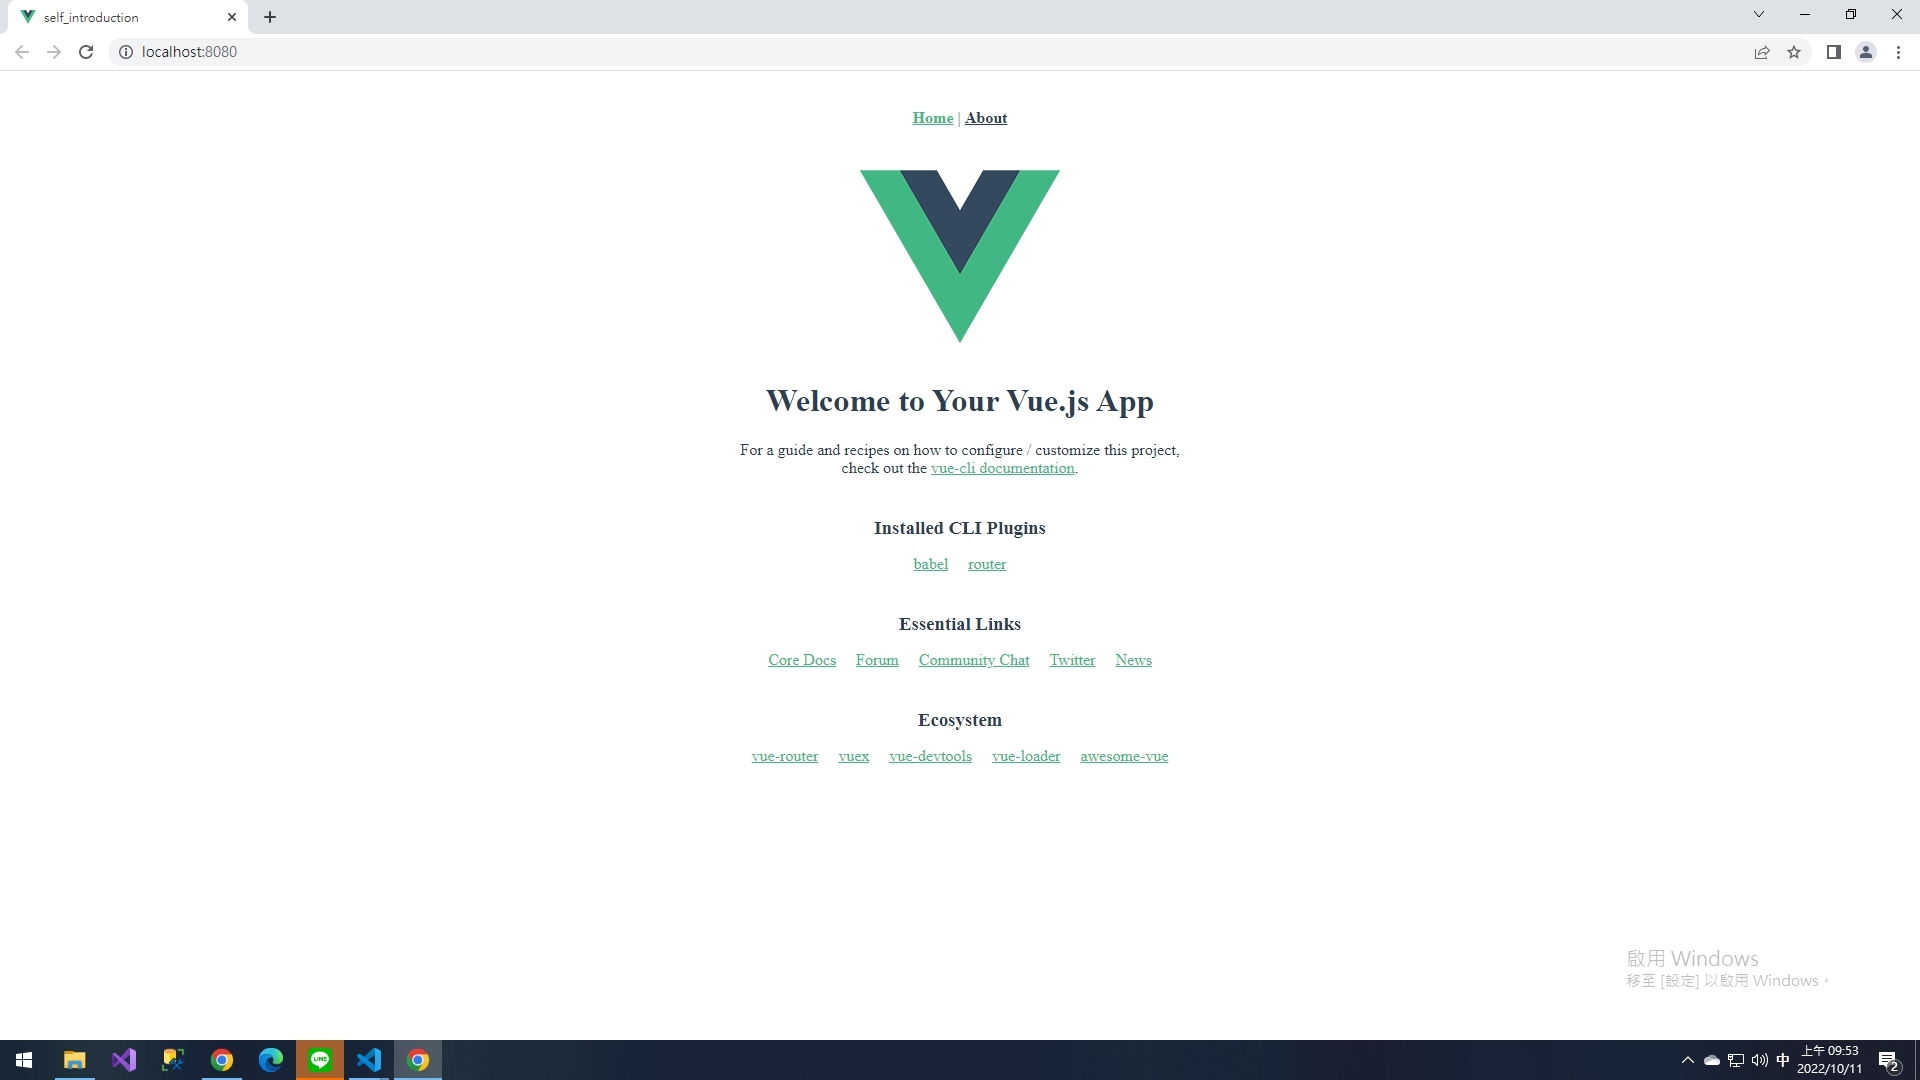 self_introduction
localhost:8080
Home | About
Welcome to Your Vue.js App
For a guide and recipes on how to configure / customize this project,
check out the vue-cli documentation.
Installed CLI Plugins
babel router
Essential Links
Core Docs Forum Community Chat Twitter News
Ecosystem
vue-router vuex vue-devtools vue-loader awesome-vue
啟用 Windows
移至 [設定] 以啟用 Windows。
LINE
中
上午 09:53
2022/10/11
2